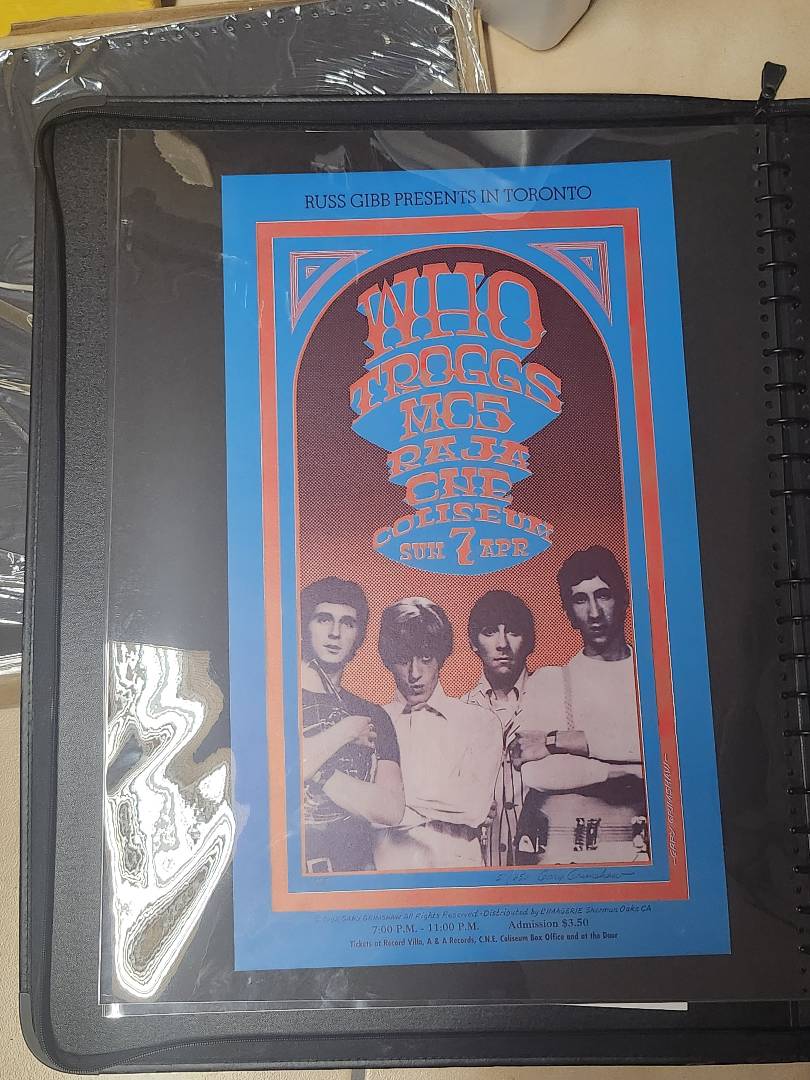 RUSS GIBB PRESENTS IN TORONTO
WHO
TROGGS
MC5
RAJA
CNE
COLISEUM
SUN 7 APR
GARY GRIMSHAW
Gary Grimshaw
GARY GRIMSHAW All Rights Reserved - Distributed by L'IMAGERIE Sherman Oaks CA
7:00 P.M. - 11:00 P.M. Admission $3.50
Tickets at Record Villa, A & A Records, C.N.E. Coliseum Box Office and at the Door